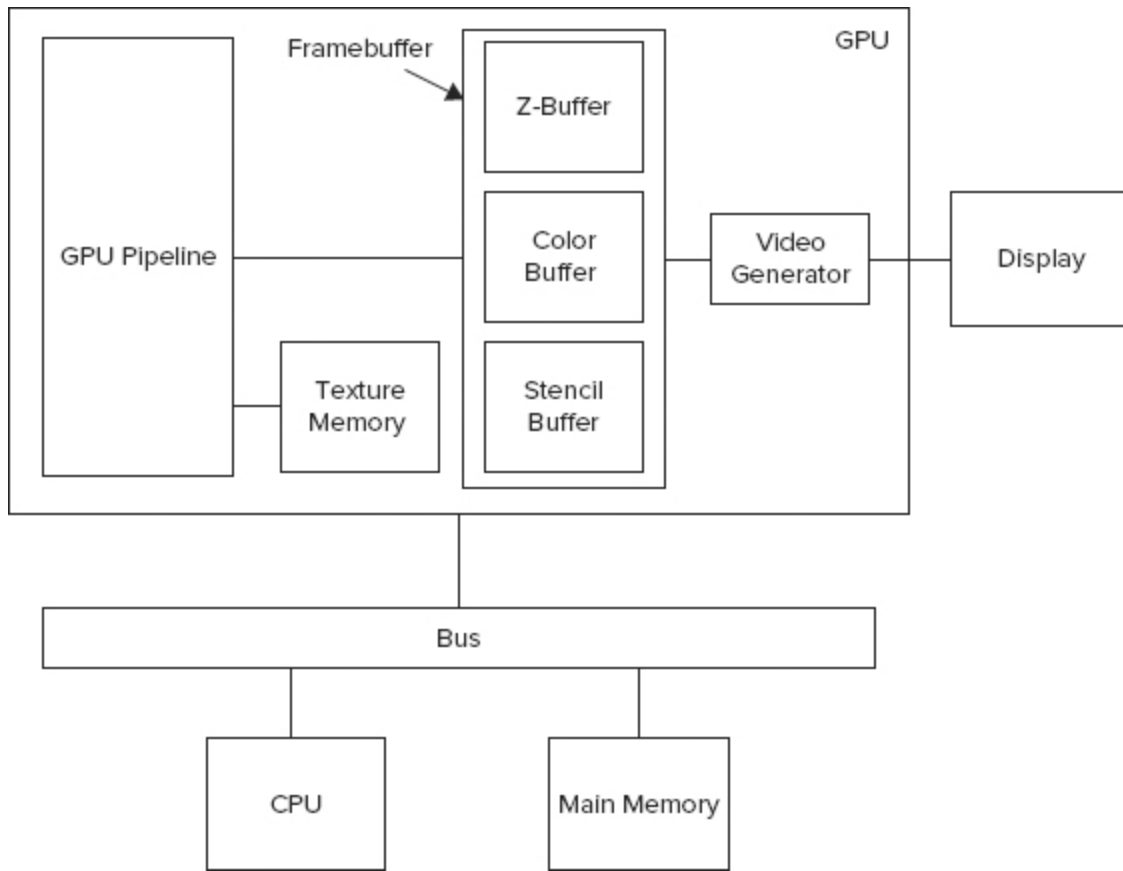 GPU
Framebuffer
Z-Buffer
GPU Pipeline
Color
Buffer
Video
Generator
Display
Texture
Memory
Stencil
Buffer
Bus
CPU
Main Memory